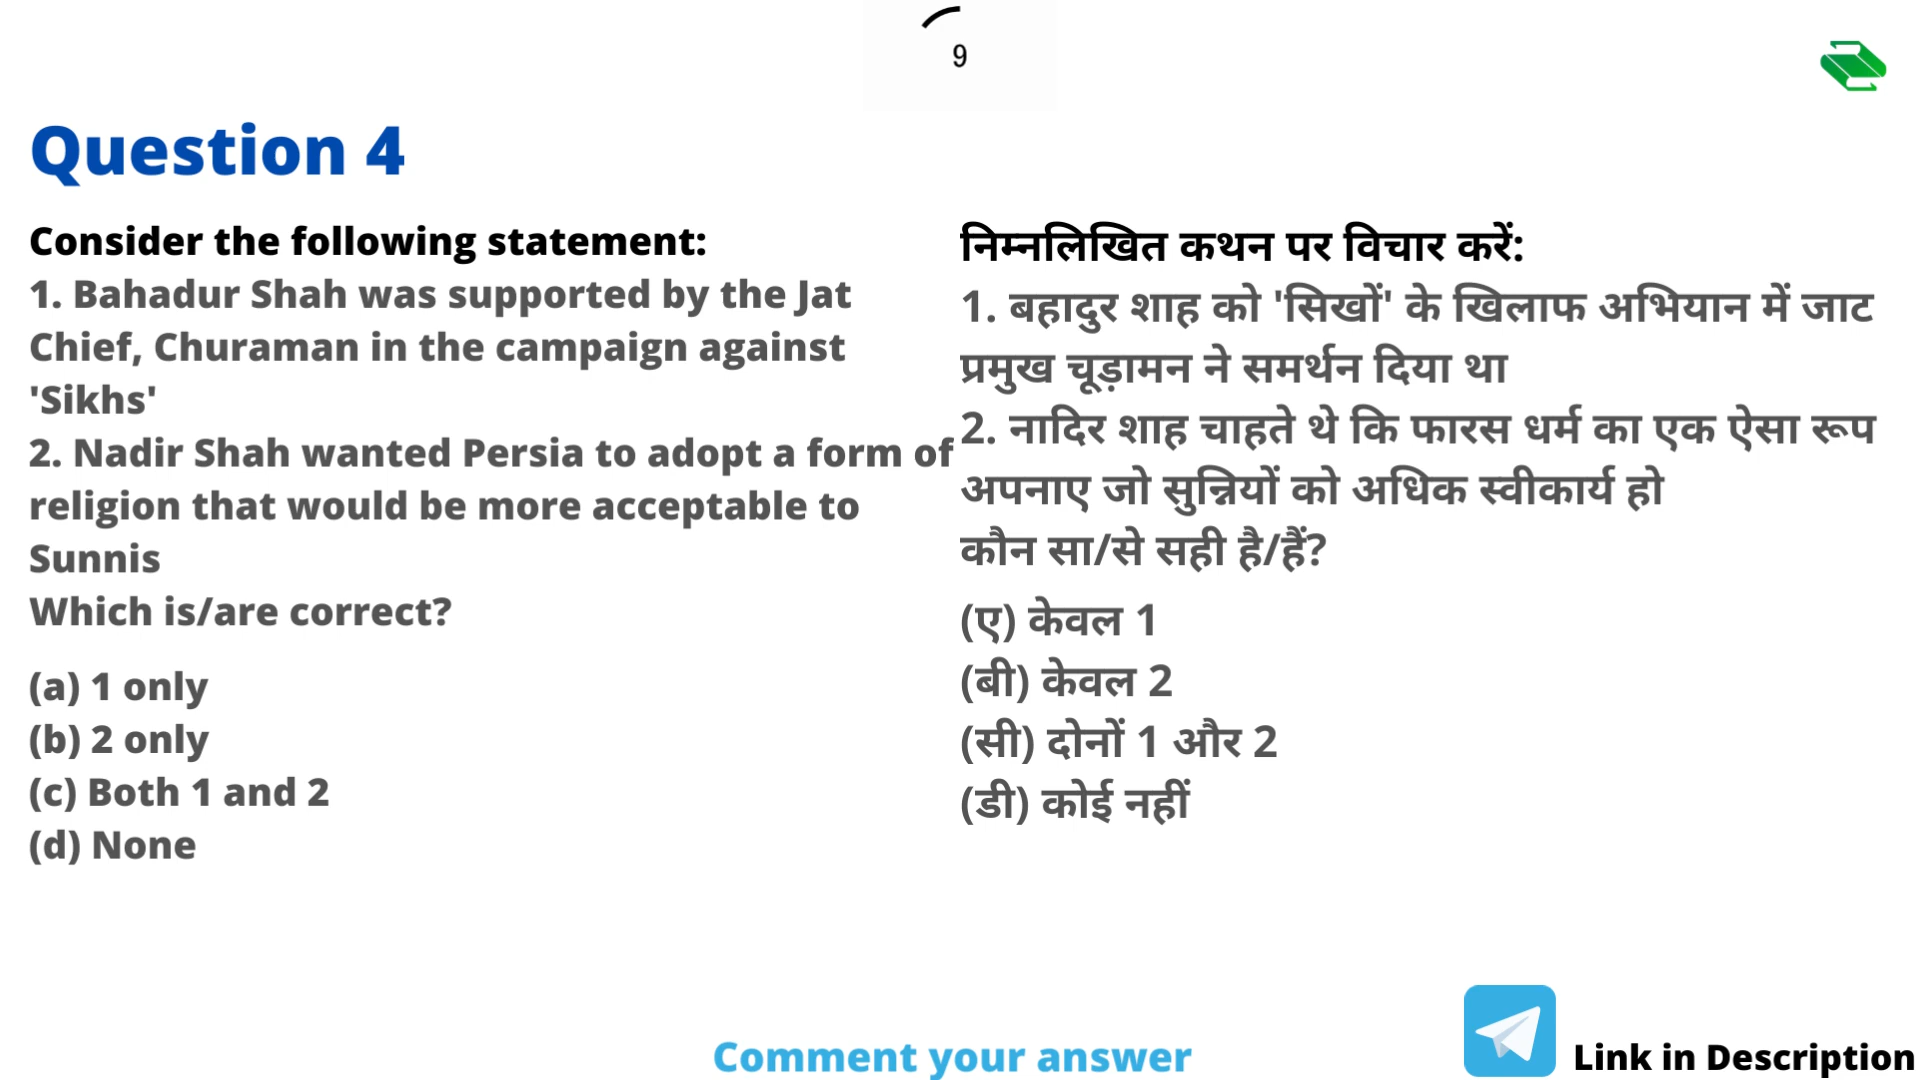 9
Question 4
Consider the following statement:
1. Bahadur Shah was supported by the Jat
Chief, Churaman in the campaign against
'Sikhs'
2. Nadir Shah wanted Persia to adopt a form of
religion that would be more acceptable to
Sunnis
Which is/are correct?
(a) 1 only
(b) 2 only
(c) Both 1 and 2
(d) None
निम्नलिखित कथन पर विचार करें:
1. बहादुर शाह को 'सिखों' के खिलाफ अभियान में जाट
प्रमुख चूड़ामन ने समर्थन दिया था
2. नादिर शाह चाहते थे कि फारस धर्म का एक ऐसा रूप
अपनाए जो सुन्नियों को अधिक स्वीकार्य हो
कौन सा/से सही है/हैं?
(ए) केवल 1
(बी) केवल 2
(सी) दोनों 1 और 2
(डी) कोई नहीं
Comment your answer
Link in Description